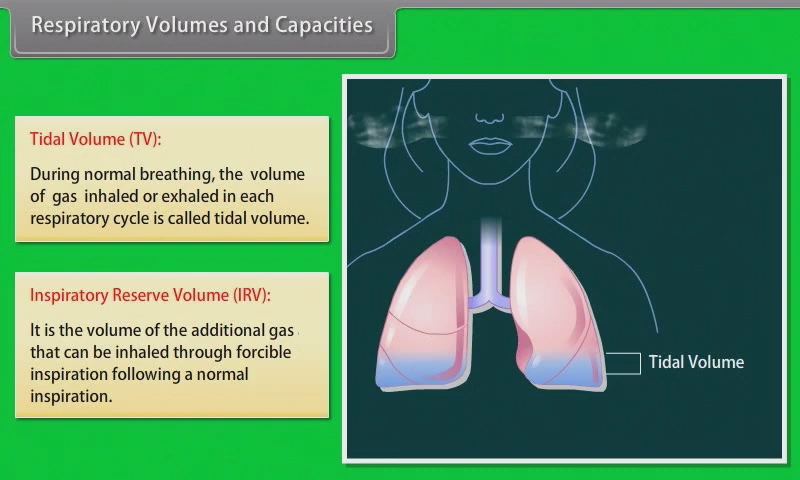 Respiratory Volumes and Capacities
Tidal Volume (TV):
During normal breathing, the volume
of gas inhaled or exhaled in each
respiratory cycle is called tidal volume.
Inspiratory Reserve Volume (IRV):
It is the volume of the additional gas
that can be inhaled through forcible
inspiration following a normal
inspiration.
Tidal Volume